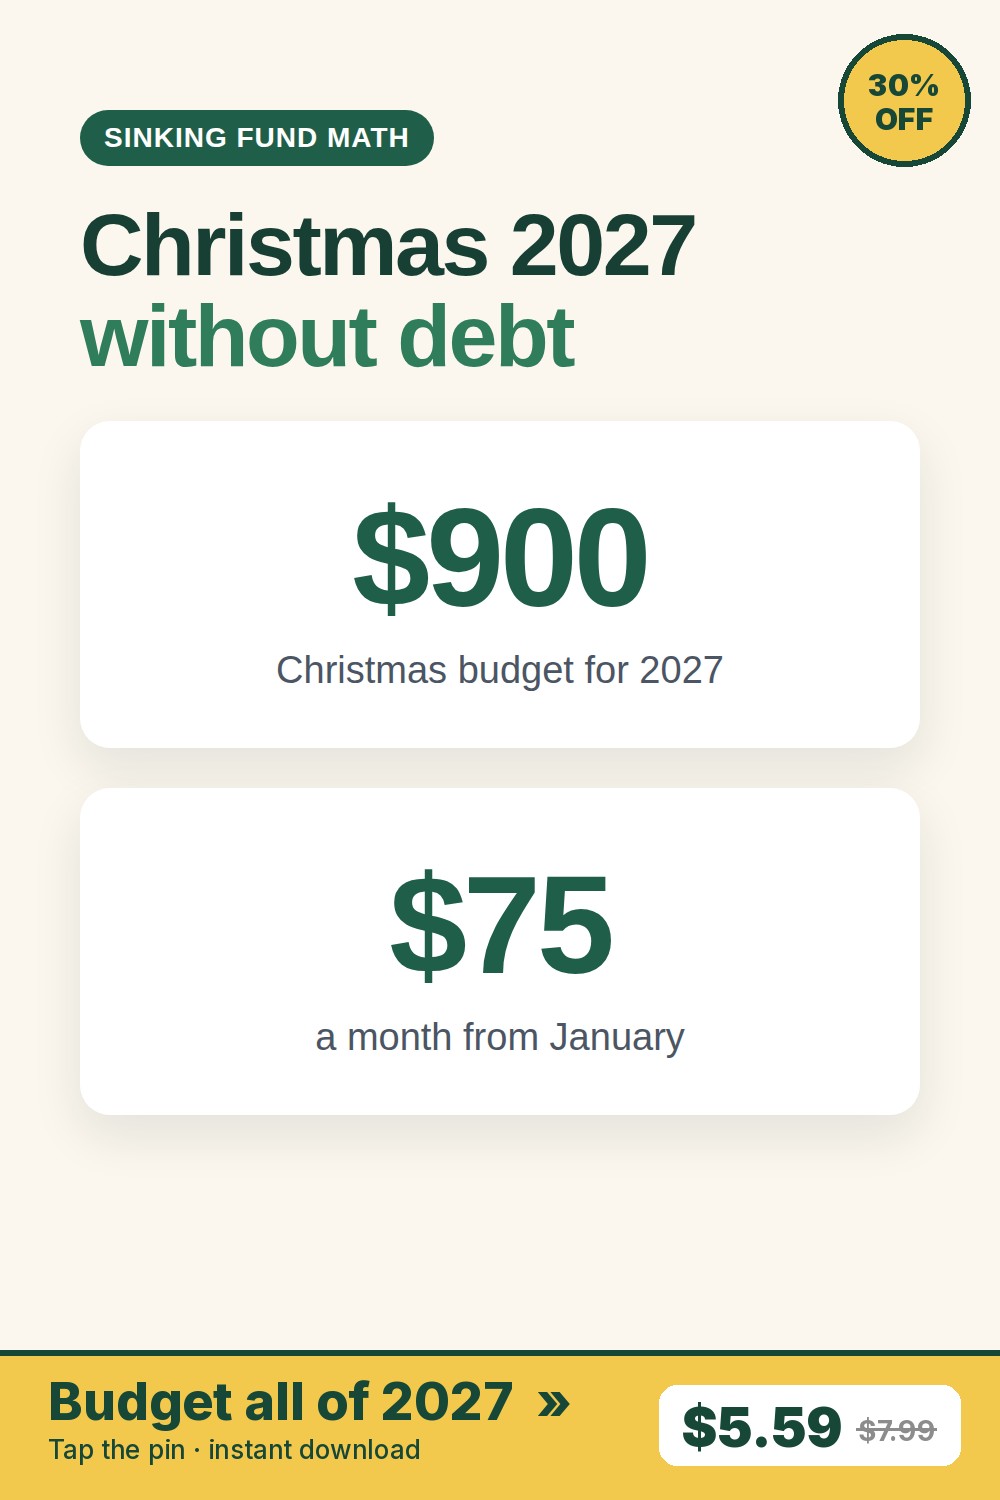 30%
OFF
SINKING FUND MATH
Christmas 2027
without debt
$900
Christmas budget for 2027
$75
a month from January
Budget all of 2027 »
Tap the pin · instant download
$5.59 $7.99